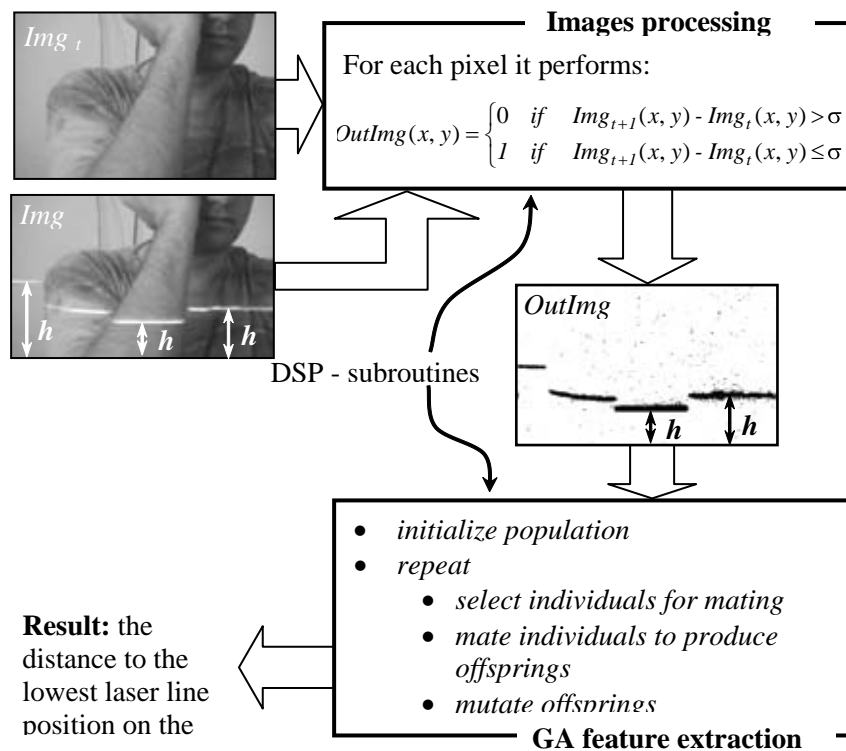 Img t
Images processing
For each pixel it performs:
OutImg(x, y) = {0 if Img t+1(x, y) - Img t(x, y) > σ
1 if Img t+1(x, y) - Img t(x, y) ≤ σ
Img
h h h
OutImg
h h
DSP - subroutines
• initialize population
• repeat
• select individuals for mating
• mate individuals to produce
offsprings
• mutate offsprings
GA feature extraction
Result: the
distance to the
lowest laser line
position on the